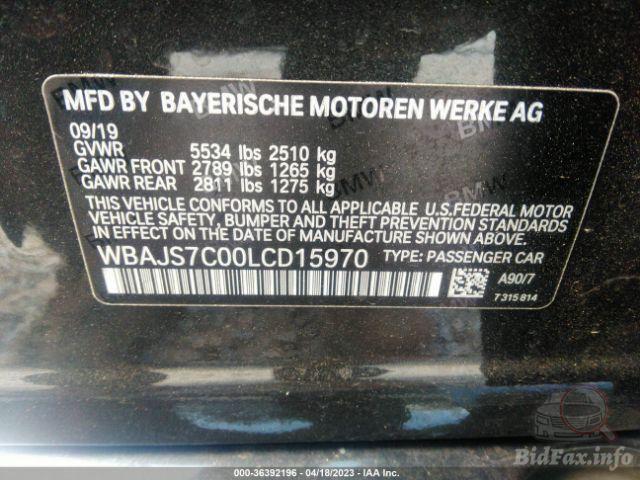 MFD BY BAYERISCHE MOTOREN WERKE AG
09/19
GVWR 5534 lbs 2510 kg
GAWR FRONT 2789 lbs 1265 kg
GAWR REAR 2811 lbs 1275 kg
THIS VEHICLE CONFORMS TO ALL APPLICABLE U.S.FEDERAL MOTOR
VEHICLE SAFETY, BUMPER AND THEFT PREVENTION STANDARDS
IN EFFECT ON THE DATE OF MANUFACTURE SHOWN ABOVE.
WBAJS7C00LCD15970 TYPE: PASSENGER CAR
A90/7
7315814
BidFax.info
000-36392196 - 04/18/2023 - IAA Inc.